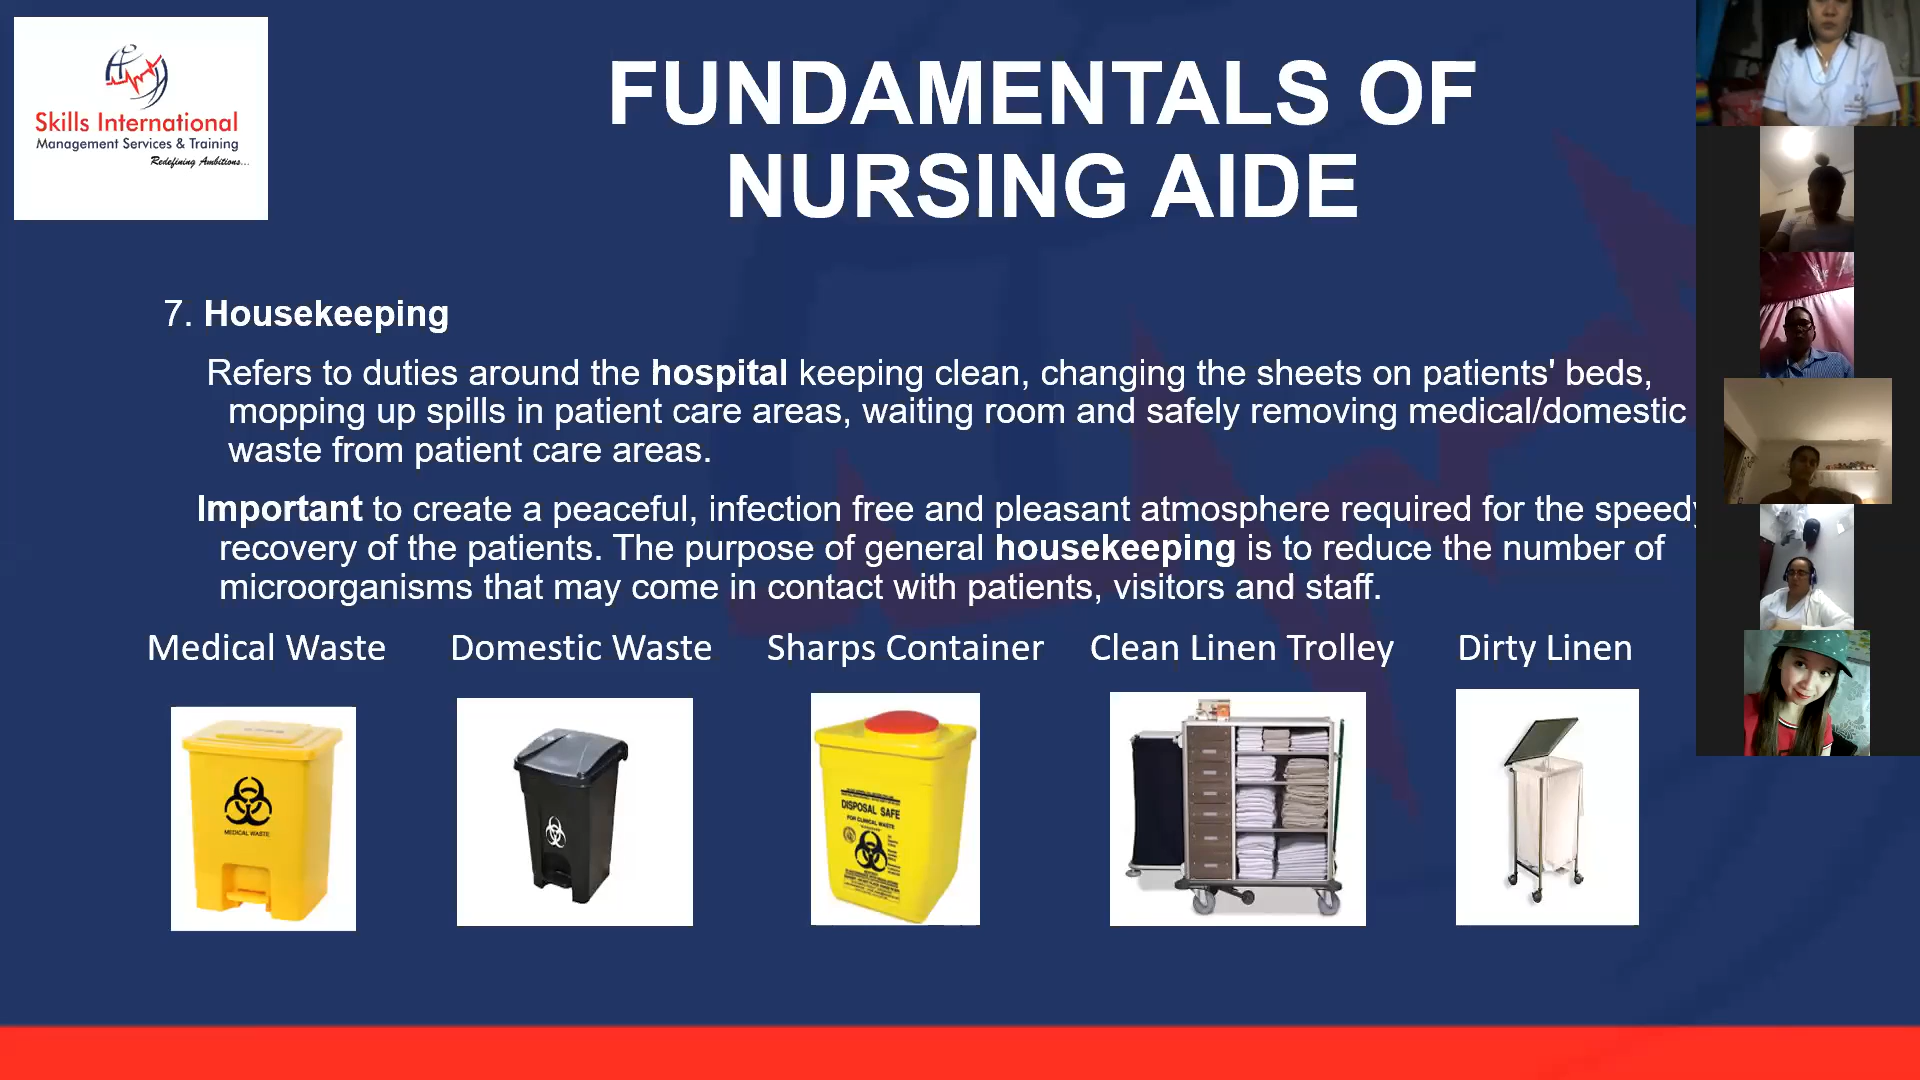 Skills International
Management Services & Training
Redefining Ambitions...
FUNDAMENTALS OF
NURSING AIDE
7. Housekeeping
Refers to duties around the hospital keeping clean, changing the sheets on patients' beds,
mopping up spills in patient care areas, waiting room and safely removing medical/domestic
waste from patient care areas.
Important to create a peaceful, infection free and pleasant atmosphere required for the speedy
recovery of the patients. The purpose of general housekeeping is to reduce the number of
microorganisms that may come in contact with patients, visitors and staff.
Medical Waste
Domestic Waste
Sharps Container
Clean Linen Trolley
Dirty Linen
MEDICAL WASTE
DISPOSAL SAFE
FOR CLINICAL WASTE